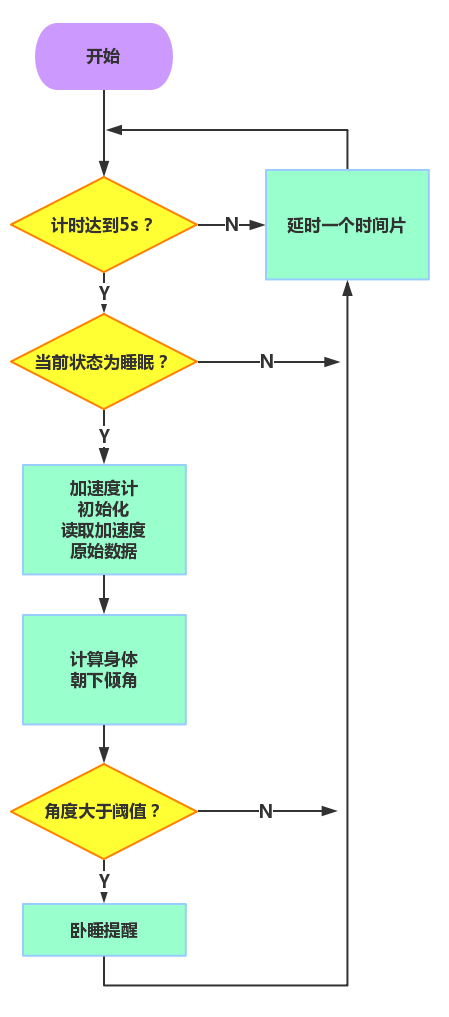 开始
计时达到5s？
N
延时一个时间片
Y
当前状态为睡眠？
N
Y
加速度计
初始化
读取加速度
原始数据
计算身体
朝下倾角
角度大于阈值？
N
Y
卧睡提醒